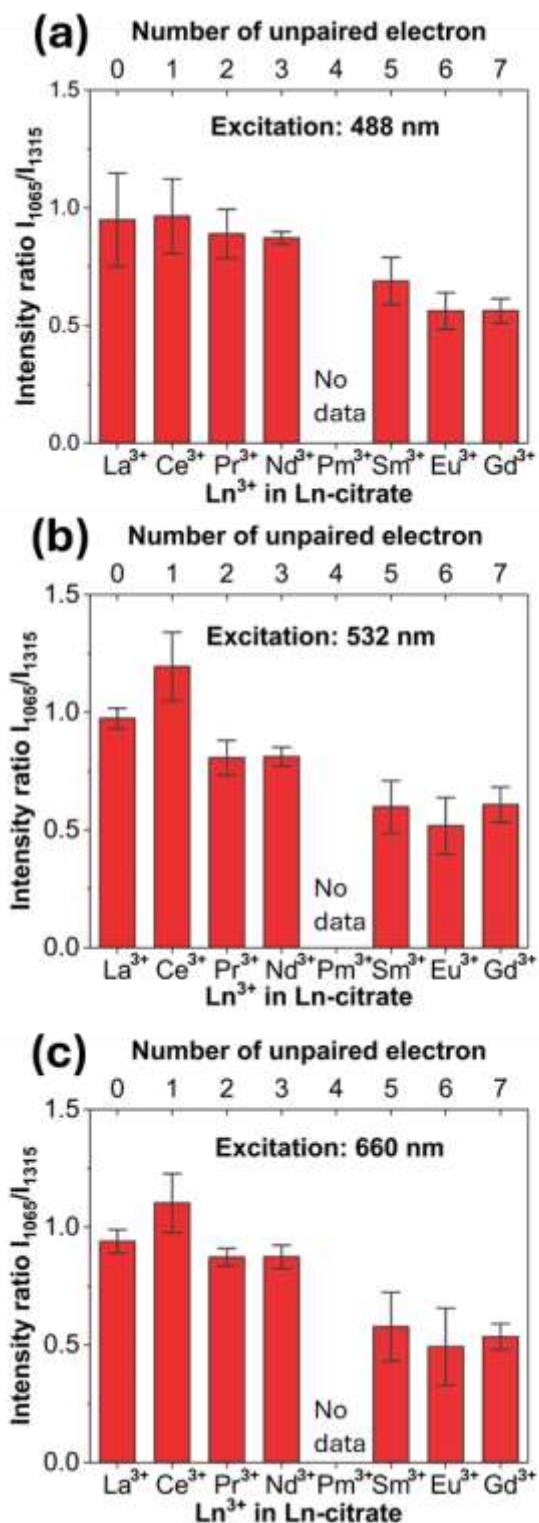 (a)
Number of unpaired electron
0 1 2 3 4 5 6 7
1.5
Excitation: 488 nm
1.0
Intensity ratio I₁₀₆₅/I₁₃₁₅
0.5
No
data
0.0
La³⁺ Ce³⁺ Pr³⁺ Nd³⁺ Pm³⁺ Sm³⁺ Eu³⁺ Gd³⁺
Ln³⁺ in Ln-citrate
(b)
Number of unpaired electron
0 1 2 3 4 5 6 7
1.5
Excitation: 532 nm
1.0
Intensity ratio I₁₀₆₅/I₁₃₁₅
0.5
No
data
0.0
La³⁺ Ce³⁺ Pr³⁺ Nd³⁺ Pm³⁺ Sm³⁺ Eu³⁺ Gd³⁺
Ln³⁺ in Ln-citrate
(c)
Number of unpaired electron
0 1 2 3 4 5 6 7
1.5
Excitation: 660 nm
1.0
Intensity ratio I₁₀₆₅/I₁₃₁₅
0.5
No
data
0.0
La³⁺ Ce³⁺ Pr³⁺ Nd³⁺ Pm³⁺ Sm³⁺ Eu³⁺ Gd³⁺
Ln³⁺ in Ln-citrate